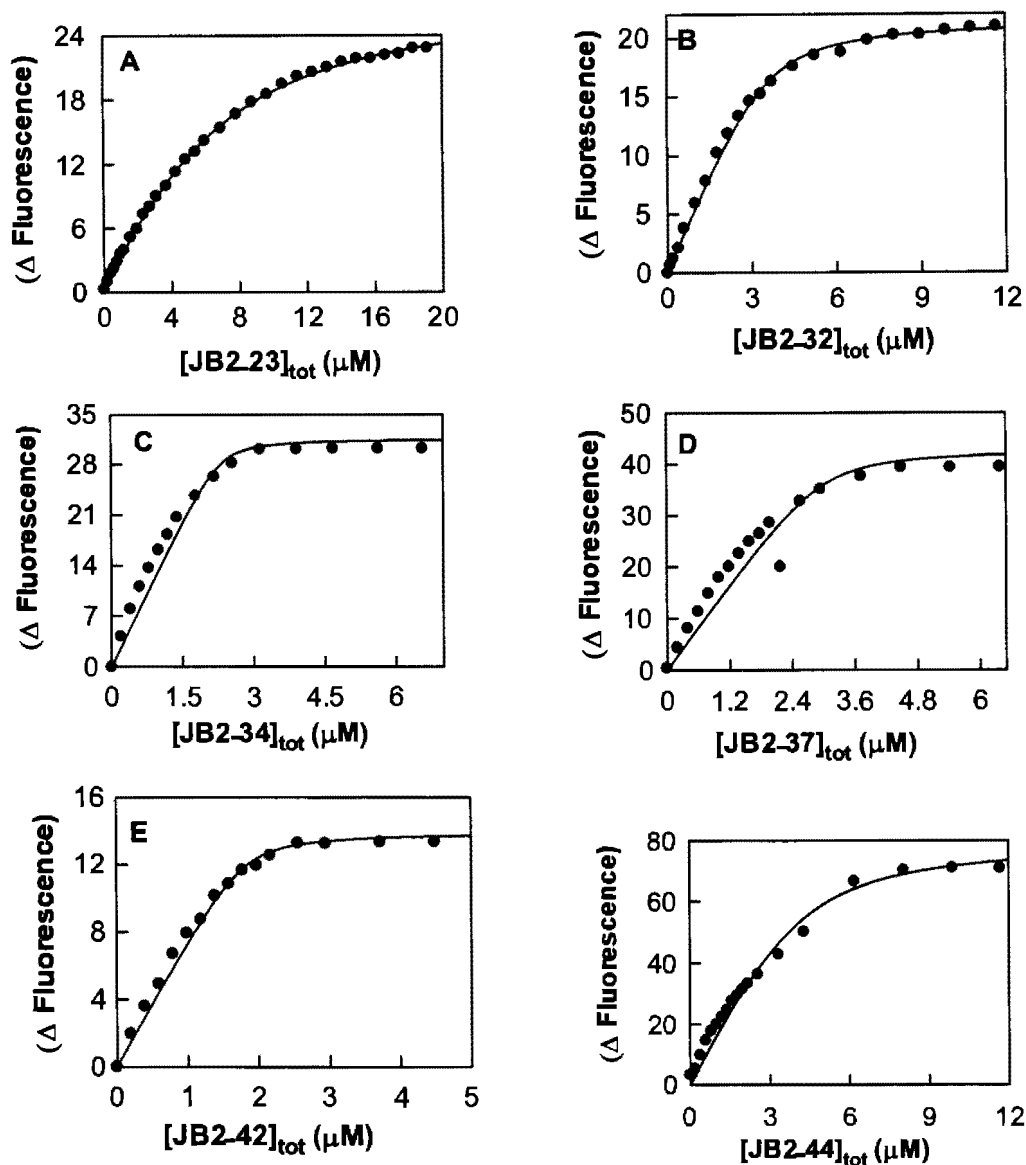 24
18
12
6
0
A
(Δ Fluorescence)
0 4 8 12 16 20
[JB2-23]tot (μM)
20
15
10
5
0
B
(Δ Fluorescence)
0 3 6 9 12
[JB2-32]tot (μM)
35
28
21
14
7
0
C
(Δ Fluorescence)
0 1.5 3 4.5 6
[JB2-34]tot (μM)
50
40
30
20
10
0
D
(Δ Fluorescence)
0 1.2 2.4 3.6 4.8 6
[JB2-37]tot (μM)
16
12
8
4
0
E
(Δ Fluorescence)
0 1 2 3 4 5
[JB2-42]tot (μM)
80
60
40
20
0
(Δ Fluorescence)
0 3 6 9 12
[JB2-44]tot (μM)